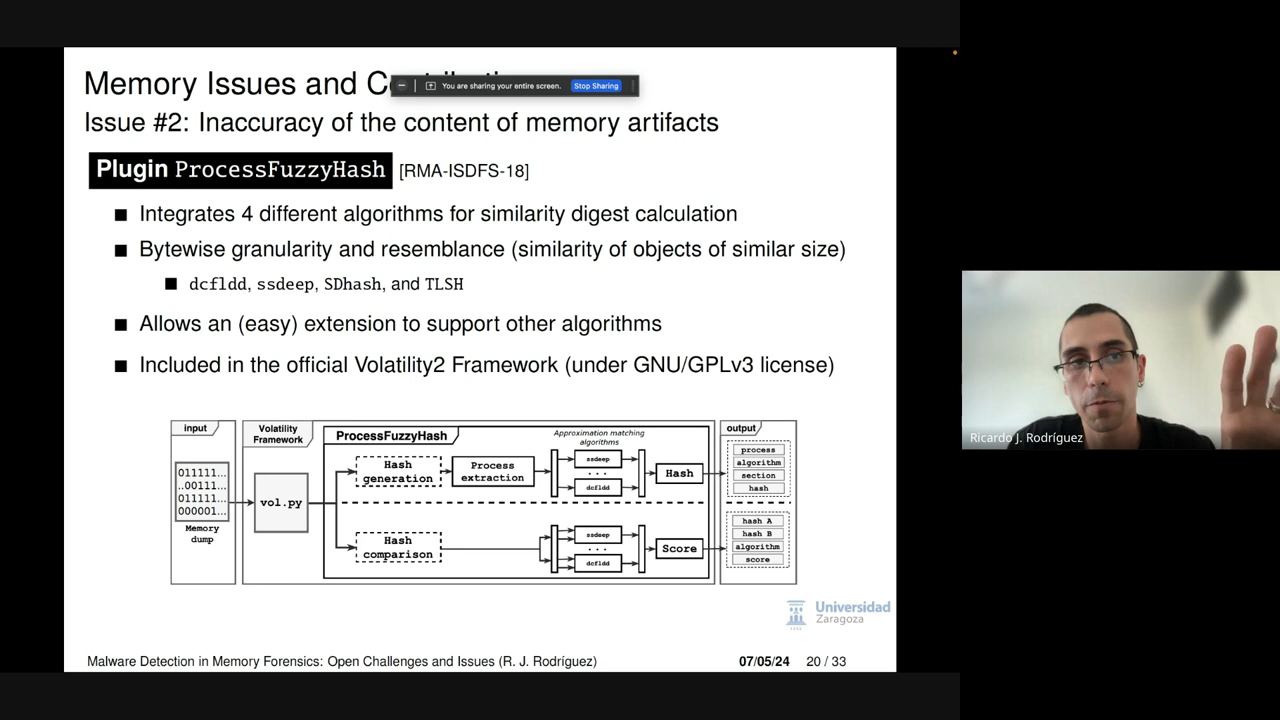 Memory Issues and C
You are sharing your entire screen.
Stop Sharing
Issue #2: Inaccuracy of the content of memory artifacts
Plugin ProcessFuzzyHash [RMA-ISDFS-18]
Integrates 4 different algorithms for similarity digest calculation
Bytewise granularity and resemblance (similarity of objects of similar size)
dcfldd, ssdeep, SDhash, and TLSH
Allows an (easy) extension to support other algorithms
Included in the official Volatility2 Framework (under GNU/GPLv3 license)
input
011111...
..00111..
011111...
000001...
Memory
dump
Volatility
Framework
vol.py
ProcessFuzzyHash
Approximation matching
algorithms
Hash
generation
Process
extraction
ssdeep
...
dcfldd
Hash
Hash
comparison
ssdeep
...
dcfldd
Score
output
process
algorithm
section
hash
hash A
hash B
algorithm
score
Universidad
Zaragoza
Malware Detection in Memory Forensics: Open Challenges and Issues (R. J. Rodríguez)
07/05/24 20 / 33
Ricardo J. Rodríguez